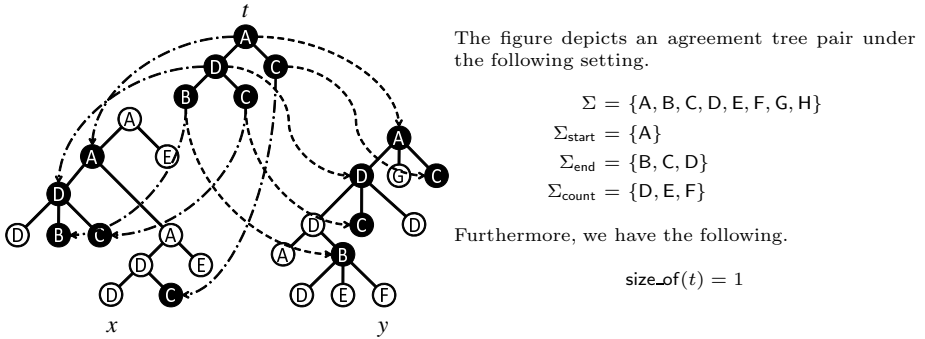 t
A
D C
B C
A
A E
D
D B C A
D E
D C
x
A
D G C
D C D
A B
D E F
y
The figure depicts an agreement tree pair under
the following setting.
Σ = {A, B, C, D, E, F, G, H}
Σstart = {A}
Σend = {B, C, D}
Σcount = {D, E, F}
Furthermore, we have the following.
size_of(t) = 1